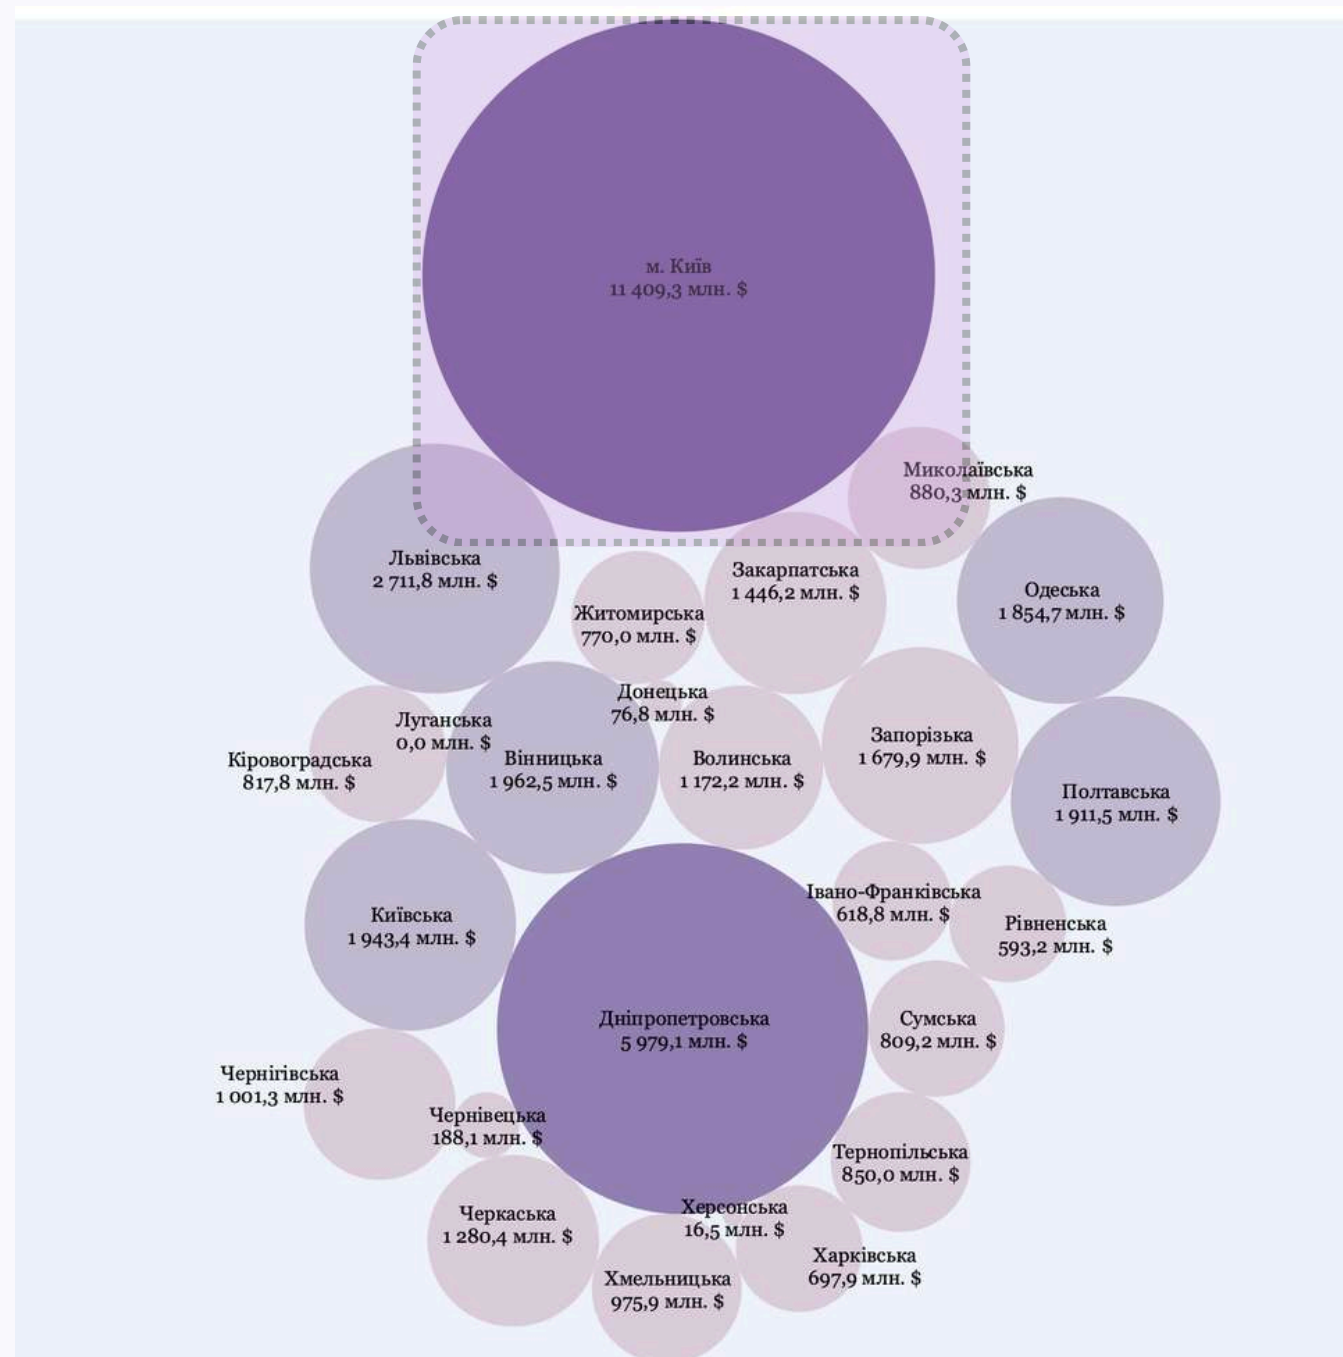 м. Київ
11 409,3 млн. $
Миколаївська
880,3 млн. $
Львівська
2 711,8 млн. $
Закарпатська
1 446,2 млн. $
Одеська
1 854,7 млн. $
Житомирська
770,0 млн. $
Донецька
76,8 млн. $
Луганська
0,0 млн. $
Кіровоградська
817,8 млн. $
Вінницька
1 962,5 млн. $
Волинська
1 172,2 млн. $
Запорізька
1 679,9 млн. $
Полтавська
1 911,5 млн. $
Київська
1 943,4 млн. $
Івано-Франківська
618,8 млн. $
Рівненська
593,2 млн. $
Дніпропетровська
5 979,1 млн. $
Сумська
809,2 млн. $
Чернігівська
1 001,3 млн. $
Чернівецька
188,1 млн. $
Тернопільська
850,0 млн. $
Черкаська
1 280,4 млн. $
Херсонська
16,5 млн. $
Харківська
697,9 млн. $
Хмельницька
975,9 млн. $